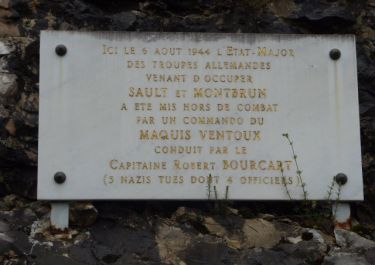 ICI LE 6 AOUT 1944 L'ETAT-MAJOR
DES TROUPES ALLEMANDES
VENANT D'OCCUPER
SAULT ET MONTBRUN
A ETE MIS HORS DE COMBAT
PAR UN COMMANDO DU
MAQUIS VENTOUX
CONDUIT PAR LE
CAPITAINE ROBERT BOURCART
(5 NAZIS TUES DONT 4 OFFICIERS)